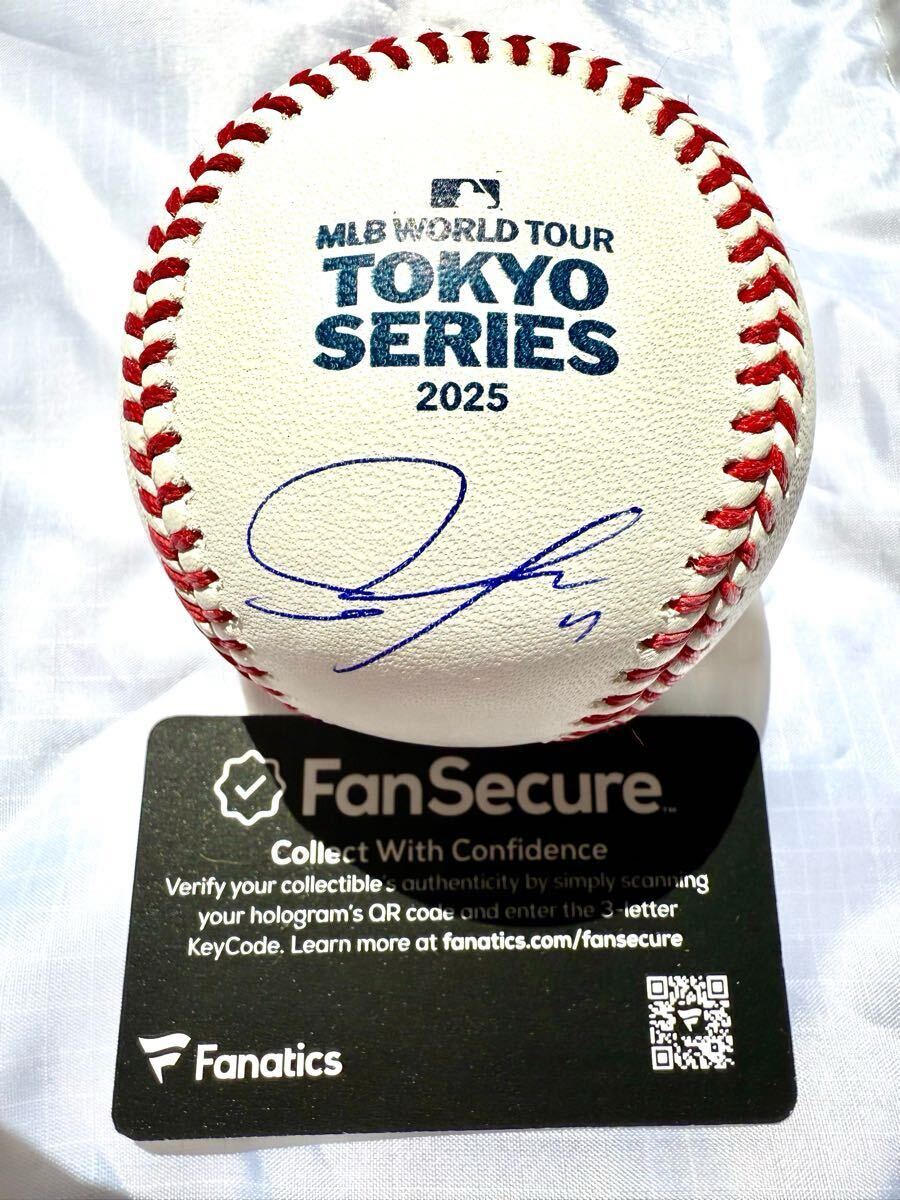 MLB WORLD TOUR
TOKYO
SERIES
2025
FanSecure™
Collect With Confidence
Verify your collectible's authenticity by simply scanning
your hologram's QR code and enter the 3-letter
KeyCode. Learn more at fanatics.com/fansecure
Fanatics